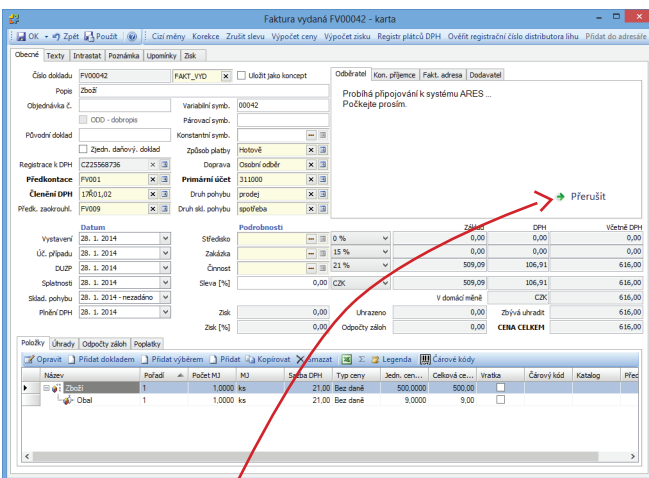 Faktura vydaná FV00042 - karta
OK Zpět Použít Cizí měny Korekce Zrušit slevu Výpočet ceny Výpočet zisku Registr plátců DPH Ověřit registrační číslo distributora lihu Přidat do adresáře
Obecné Texty Intrastat Poznámka Upomínky Zisk
Číslo dokladu FV00042 FAKT_VYD Uložit jako koncept
Popis Zboží
Objednávka č. Variabilní symb. 00042
ODD - dobropis Párovací symb.
Původní doklad Konstantní symb.
Zjedn. daňový. doklad Způsob platby Hotově
Registrace k DPH CZ25568736 Doprava Osobní odběr
Předkontace FV001 Primární účet 311000
Členění DPH 17Ř01,02 Druh pohybu prodej
Předk. zaokrouhl. FV009 Druh skl. pohybu spotřeba
Odběratel Kon. příjemce Fakt. adresa Dodavatel
Probíhá připojování k systému ARES ...
Počkejte prosím.
Přerušit
Datum Podrobnosti Základ DPH Včetně DPH
Vystavení 28. 1. 2014 Středisko 0 % 0,00 0,00 0,00
Úč. případu 28. 1. 2014 Zakázka 15 % 0,00 0,00 0,00
DUZP 28. 1. 2014 Činnost 21 % 509,09 106,91 616,00
Splatnosti 28. 1. 2014 Sleva [%] 0,00 CZK 509,09 106,91 616,00
Sklad. pohybu 28. 1. 2014 - nezadáno V domácí měně CZK 616,00
Plnění DPH 28. 1. 2014 Zisk 0,00 Uhrazeno 0,00 Zbývá uhradit 616,00
Zisk [%] 0,00 Odpočty záloh 0,00 CENA CELKEM 616,00
Položky Úhrady Odpočty záloh Poplatky
Opravit Přidat dokladem Přidat výběrem Přidat Kopírovat Smazat Σ Legenda Čárové kódy
Název Pořadí Počet MJ MJ Sazba DPH Typ ceny Jedn. cen... Celková ce... Vratka Čárový kód Katalog Před
Zboží 1 1,0000 ks 21,00 Bez daně 500,0000 500,00
Obal 1 1,0000 ks 21,00 Bez daně 9,0000 9,00